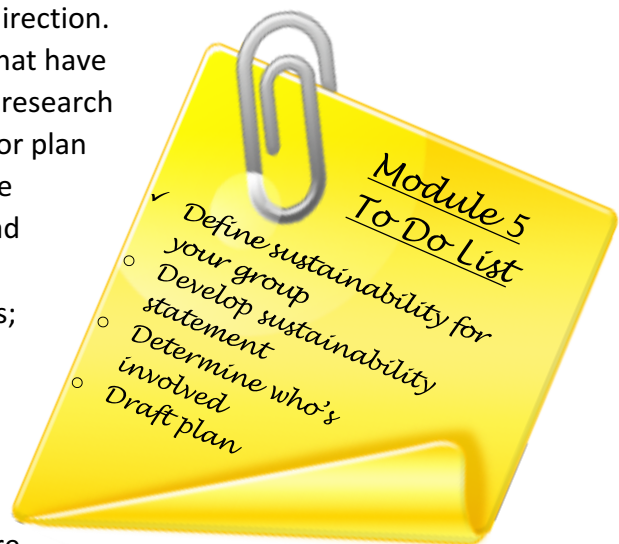 irection.
hat have
research
or plan
e
nd
s;
Module 5
To Do List
✓ Define sustainability for
your group
○ Develop sustainability
statement
○ Determine who's
involved
○ Draft plan